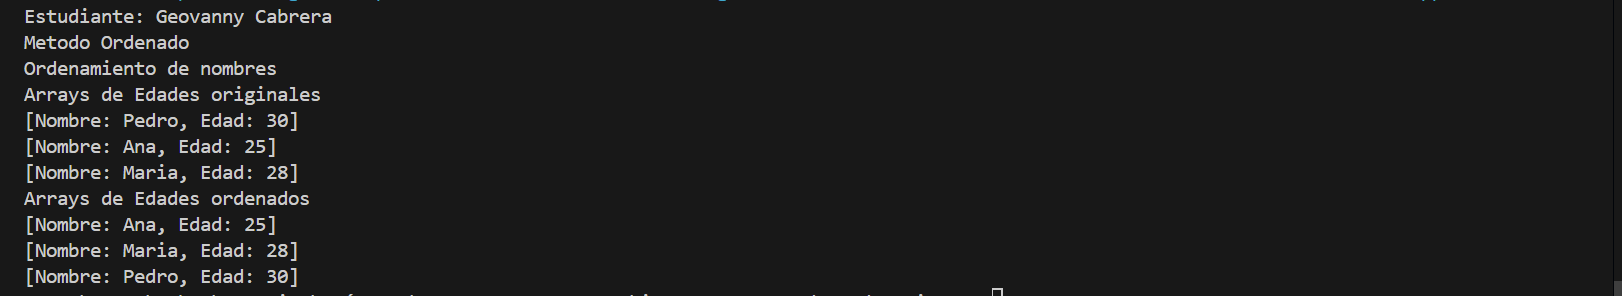 Estudiante: Geovanny Cabrera
Metodo Ordenado
Ordenamiento de nombres
Arrays de Edades originales
[Nombre: Pedro, Edad: 30]
[Nombre: Ana, Edad: 25]
[Nombre: Maria, Edad: 28]
Arrays de Edades ordenados
[Nombre: Ana, Edad: 25]
[Nombre: Maria, Edad: 28]
[Nombre: Pedro, Edad: 30]